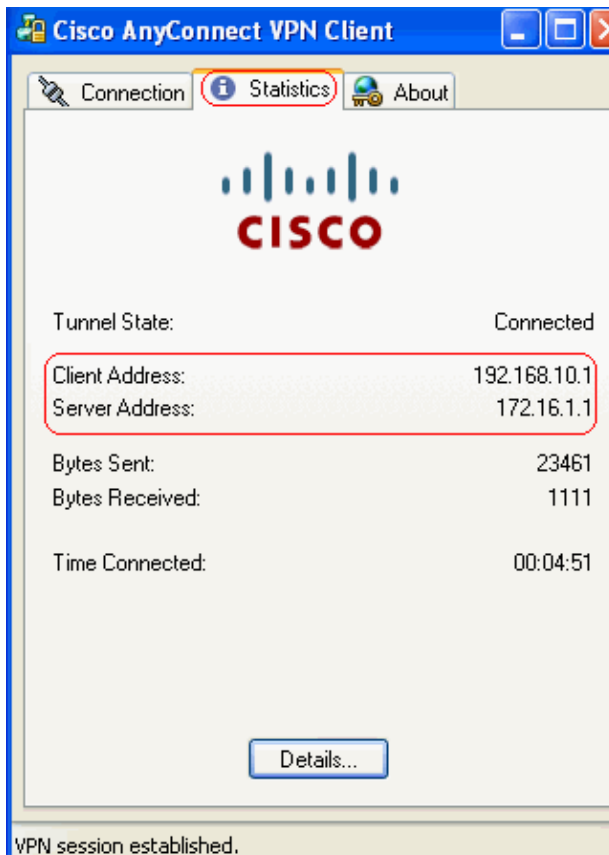 Cisco AnyConnect VPN Client
Connection Statistics About
CISCO
Tunnel State: Connected
Client Address: 192.168.10.1
Server Address: 172.16.1.1
Bytes Sent: 23461
Bytes Received: 1111
Time Connected: 00:04:51
Details...
VPN session established.